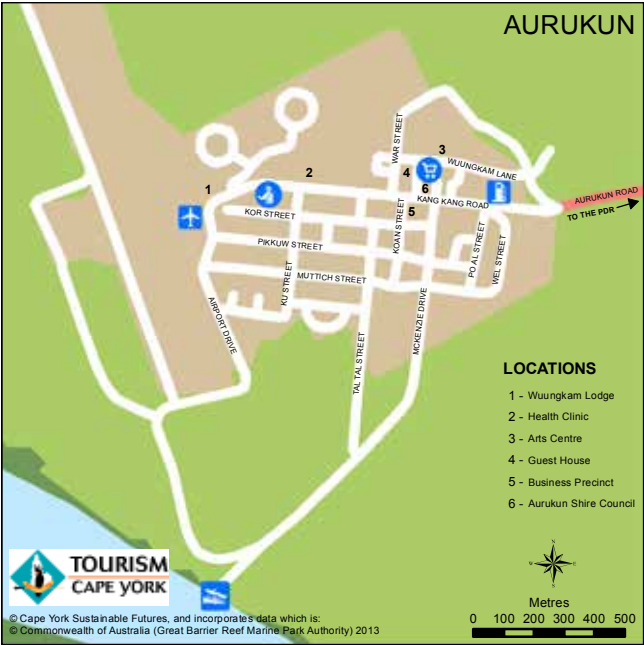 AURUKUN
WAR STREET
3
WUUNGKAM LANE
4
2
1
6
KANG KANG ROAD
AURUKUN ROAD
TO THE PDR
5
KOR STREET
KOAN STREET
PIKKUW STREET
PO AL STREET
WEL STREET
MUTTICH STREET
KU STREET
AIRPORT DRIVE
MCKENZIE DRIVE
TAL TAL STREET
LOCATIONS
1 - Wuungkam Lodge
2 - Health Clinic
3 - Arts Centre
4 - Guest House
5 - Business Precinct
6 - Aurukun Shire Council
N
W E
S
TOURISM
CAPE YORK
Metres
0 100 200 300 400 500
© Cape York Sustainable Futures, and incorporates data which is:
© Commonwealth of Australia (Great Barrier Reef Marine Park Authority) 2013